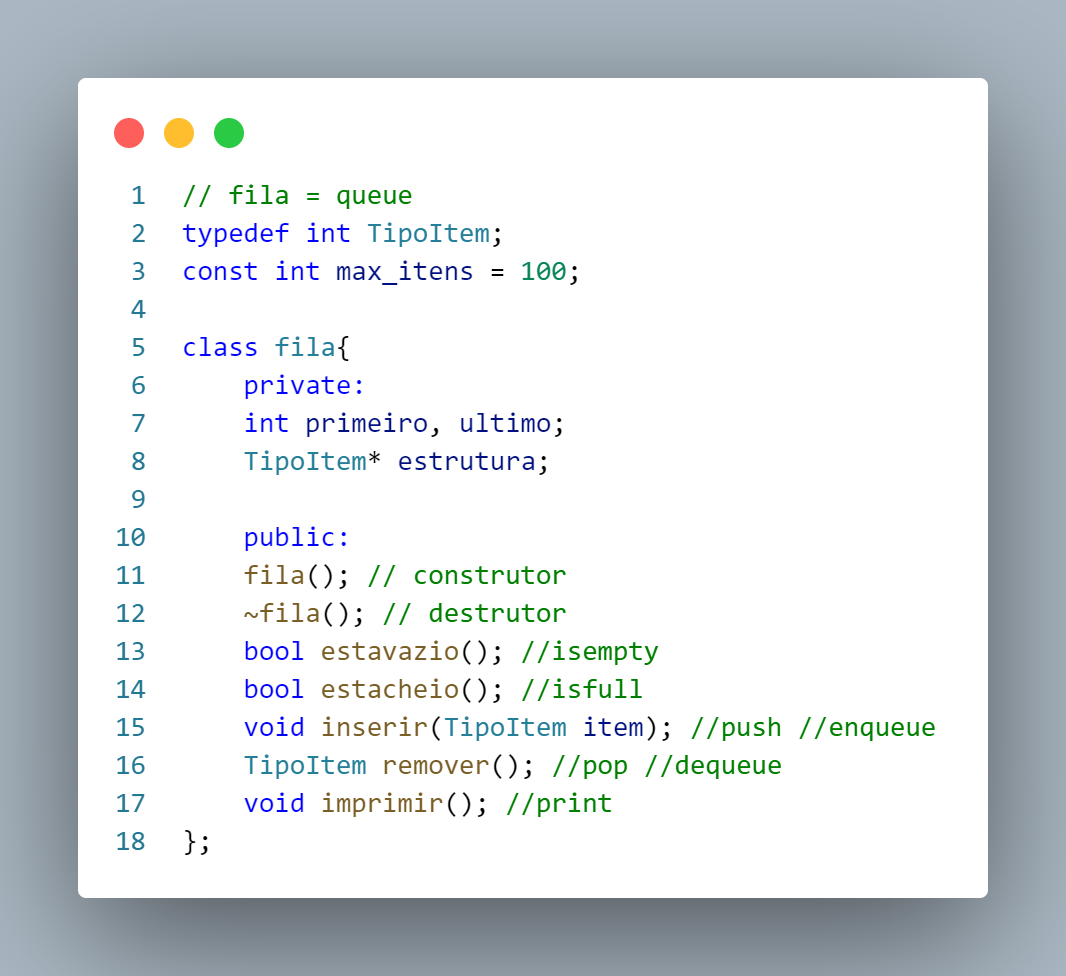 1 // fila = queue
2 typedef int TipoItem;
3 const int max_itens = 100;
4
5 class fila{
6     private:
7     int primeiro, ultimo;
8     TipoItem* estrutura;
9
10     public:
11     fila(); // construtor
12     ~fila(); // destrutor
13     bool estavazio(); //isempty
14     bool estacheio(); //isfull
15     void inserir(TipoItem item); //push //enqueue
16     TipoItem remover(); //pop //dequeue
17     void imprimir(); //print
18 };